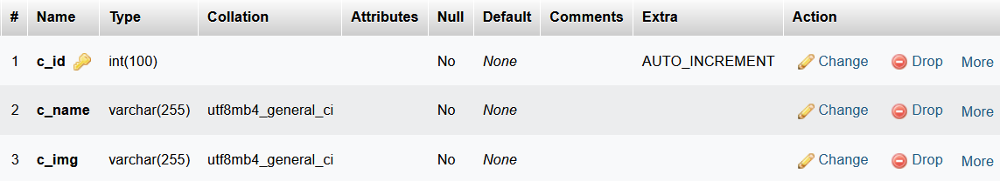 # Name Type Collation Attributes Null Default Comments Extra Action
1 c_id int(100) No None AUTO_INCREMENT Change Drop More
2 c_name varchar(255) utf8mb4_general_ci No None Change Drop More
3 c_img varchar(255) utf8mb4_general_ci No None Change Drop More